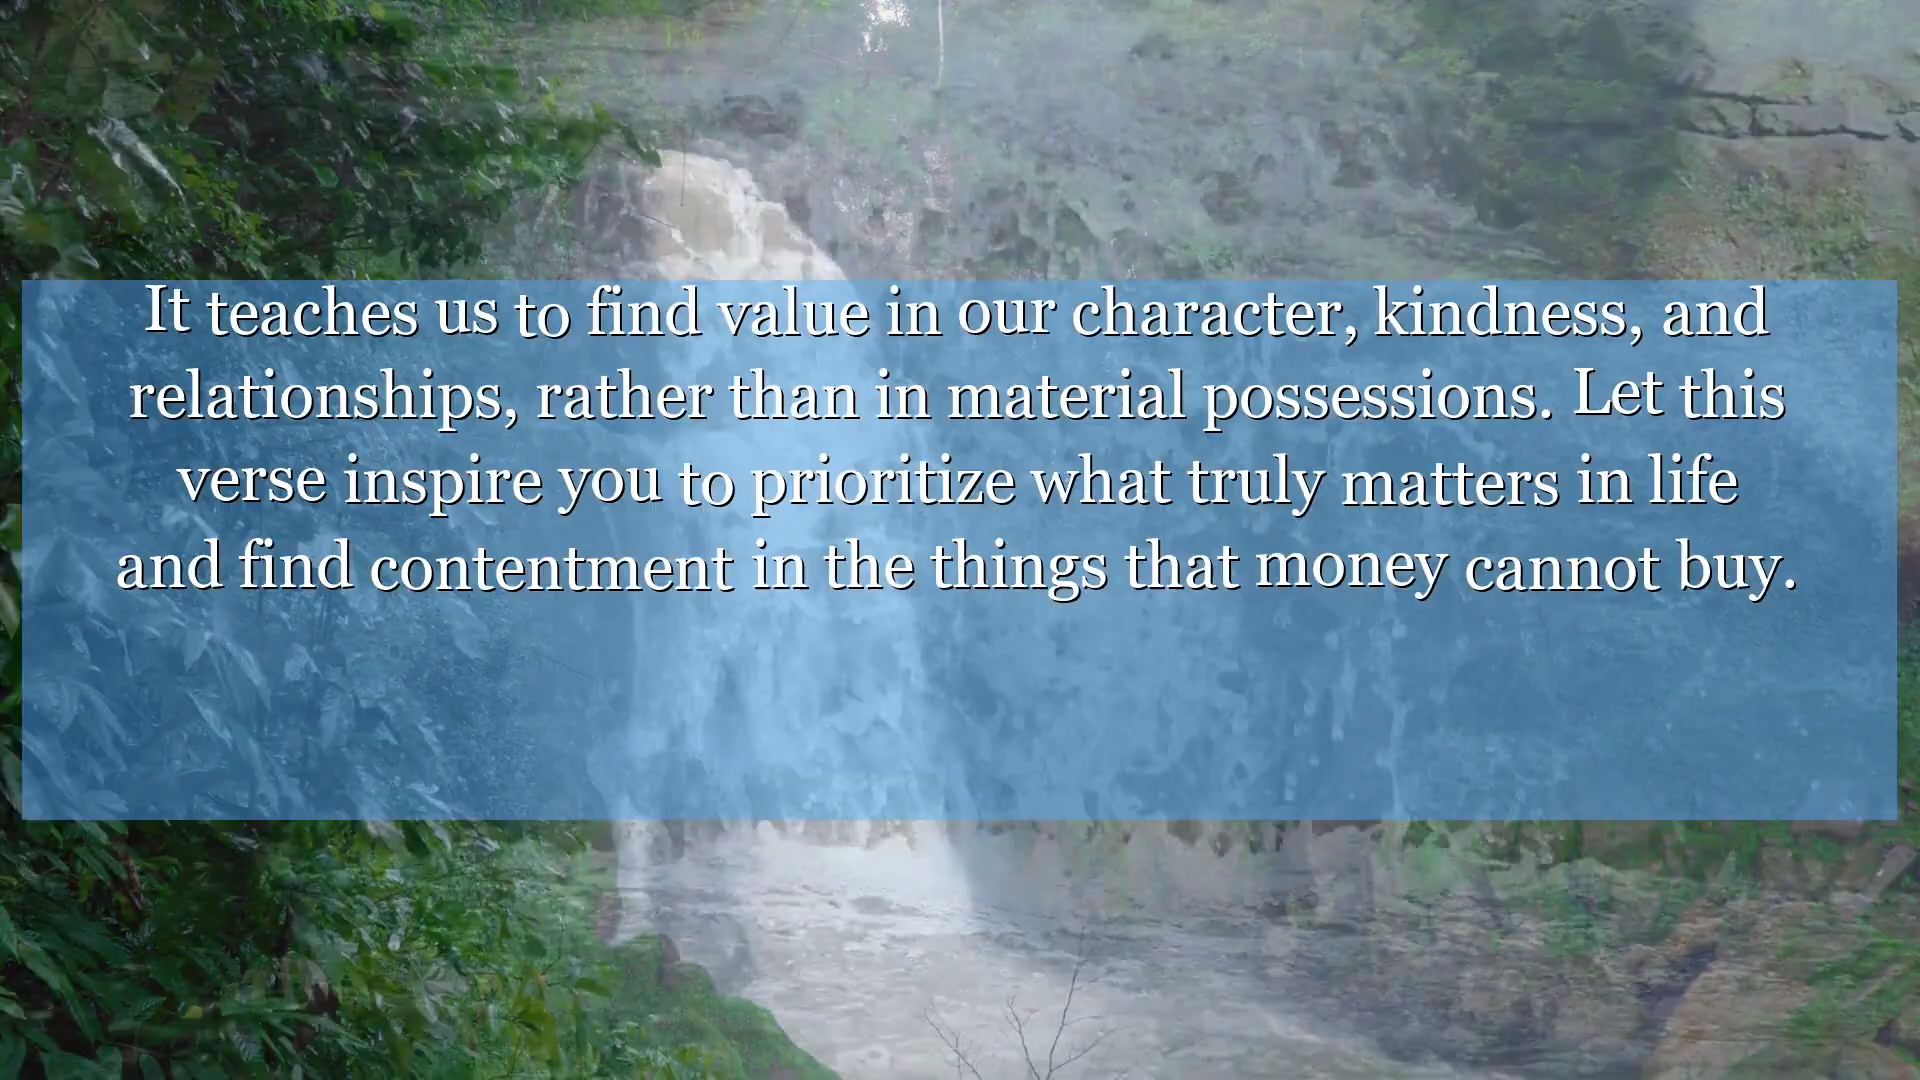 It teaches us to find value in our character, kindness, and
relationships, rather than in material possessions. Let this
verse inspire you to prioritize what truly matters in life
and find contentment in the things that money cannot buy.